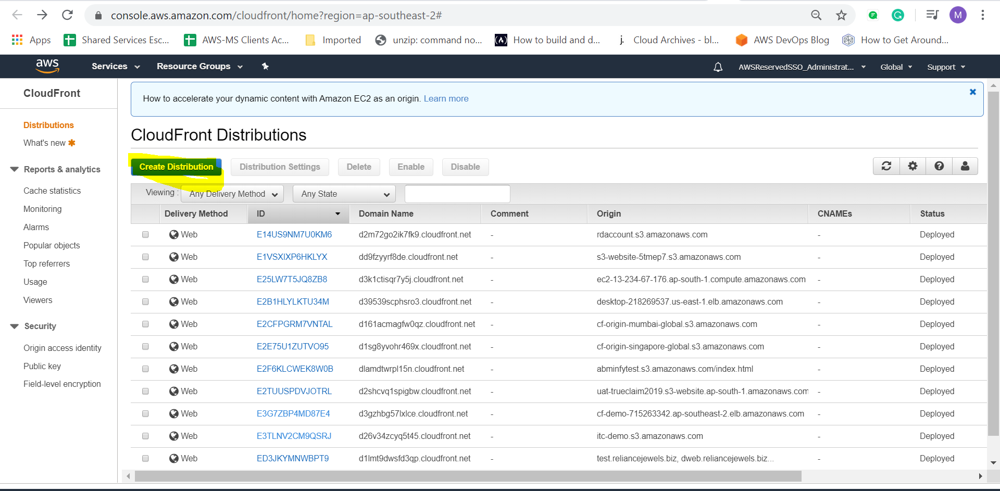 console.aws.amazon.com/cloudfront/home?region=ap-southeast-2#
M
Apps Shared Services Esc... AWS-MS Clients Ac... Imported unzip: command no... How to build and d... j. Cloud Archives - bl... AWS DevOps Blog How to Get Around...
aws Services Resource Groups AWSReservedSSO_Administrat... Global Support
CloudFront
Distributions
What's new
Reports & analytics
Cache statistics
Monitoring
Alarms
Popular objects
Top referrers
Usage
Viewers
Security
Origin access identity
Public key
Field-level encryption
How to accelerate your dynamic content with Amazon EC2 as an origin. Learn more
CloudFront Distributions
Create Distribution Distribution Settings Delete Enable Disable
Viewing : Any Delivery Method Any State
Delivery Method ID Domain Name Comment Origin CNAMEs Status
Web E14US9NM7U0KM6 d2m72go2ik7fk9.cloudfront.net - rdaccount.s3.amazonaws.com - Deployed
Web E1VSXIXP6HKLYX dd9fzyyrf8de.cloudfront.net - s3-website-5tmep7.s3.amazonaws.com - Deployed
Web E25LW7T5JQ8ZB8 d3k1ctisqr7y5j.cloudfront.net - ec2-13-234-67-176.ap-south-1.compute.amazonaws.com - Deployed
Web E2B1HLYLKTU34M d39539scphsro3.cloudfront.net - desktop-218269537.us-east-1.elb.amazonaws.com - Deployed
Web E2CFPGRM7VNTAL d161acmagfw0qz.cloudfront.net - cf-origin-mumbai-global.s3.amazonaws.com - Deployed
Web E2E75U1ZUTVO95 d1sg8yvohr469x.cloudfront.net - cf-origin-singapore-global.s3.amazonaws.com - Deployed
Web E2F6KLCWEK8W0B dlamdtwrpl15n.cloudfront.net - abminfytest.s3.amazonaws.com/index.html - Deployed
Web E2TUUSPDVJOTRL d2shcvq1spigbw.cloudfront.net - uat-trueclaim2019.s3-website.ap-south-1.amazonaws.com - Deployed
Web E3G7ZBP4MD87E4 d3gzhbg57lxlce.cloudfront.net - cf-demo-715263342.ap-southeast-2.elb.amazonaws.com - Deployed
Web E3TLNV2CM9QSRJ d26v34zcyq5t45.cloudfront.net - itc-demo.s3.amazonaws.com - Deployed
Web ED3JKYMNWBPT9 d1lmt9dwsfd3qp.cloudfront.net - test.reliancejewels.biz, dweb.reliancejewels.biz... - Deployed